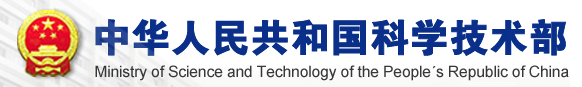 中华人民共和国科学技术部
Ministry of Science and Technology of the People´s Republic of China